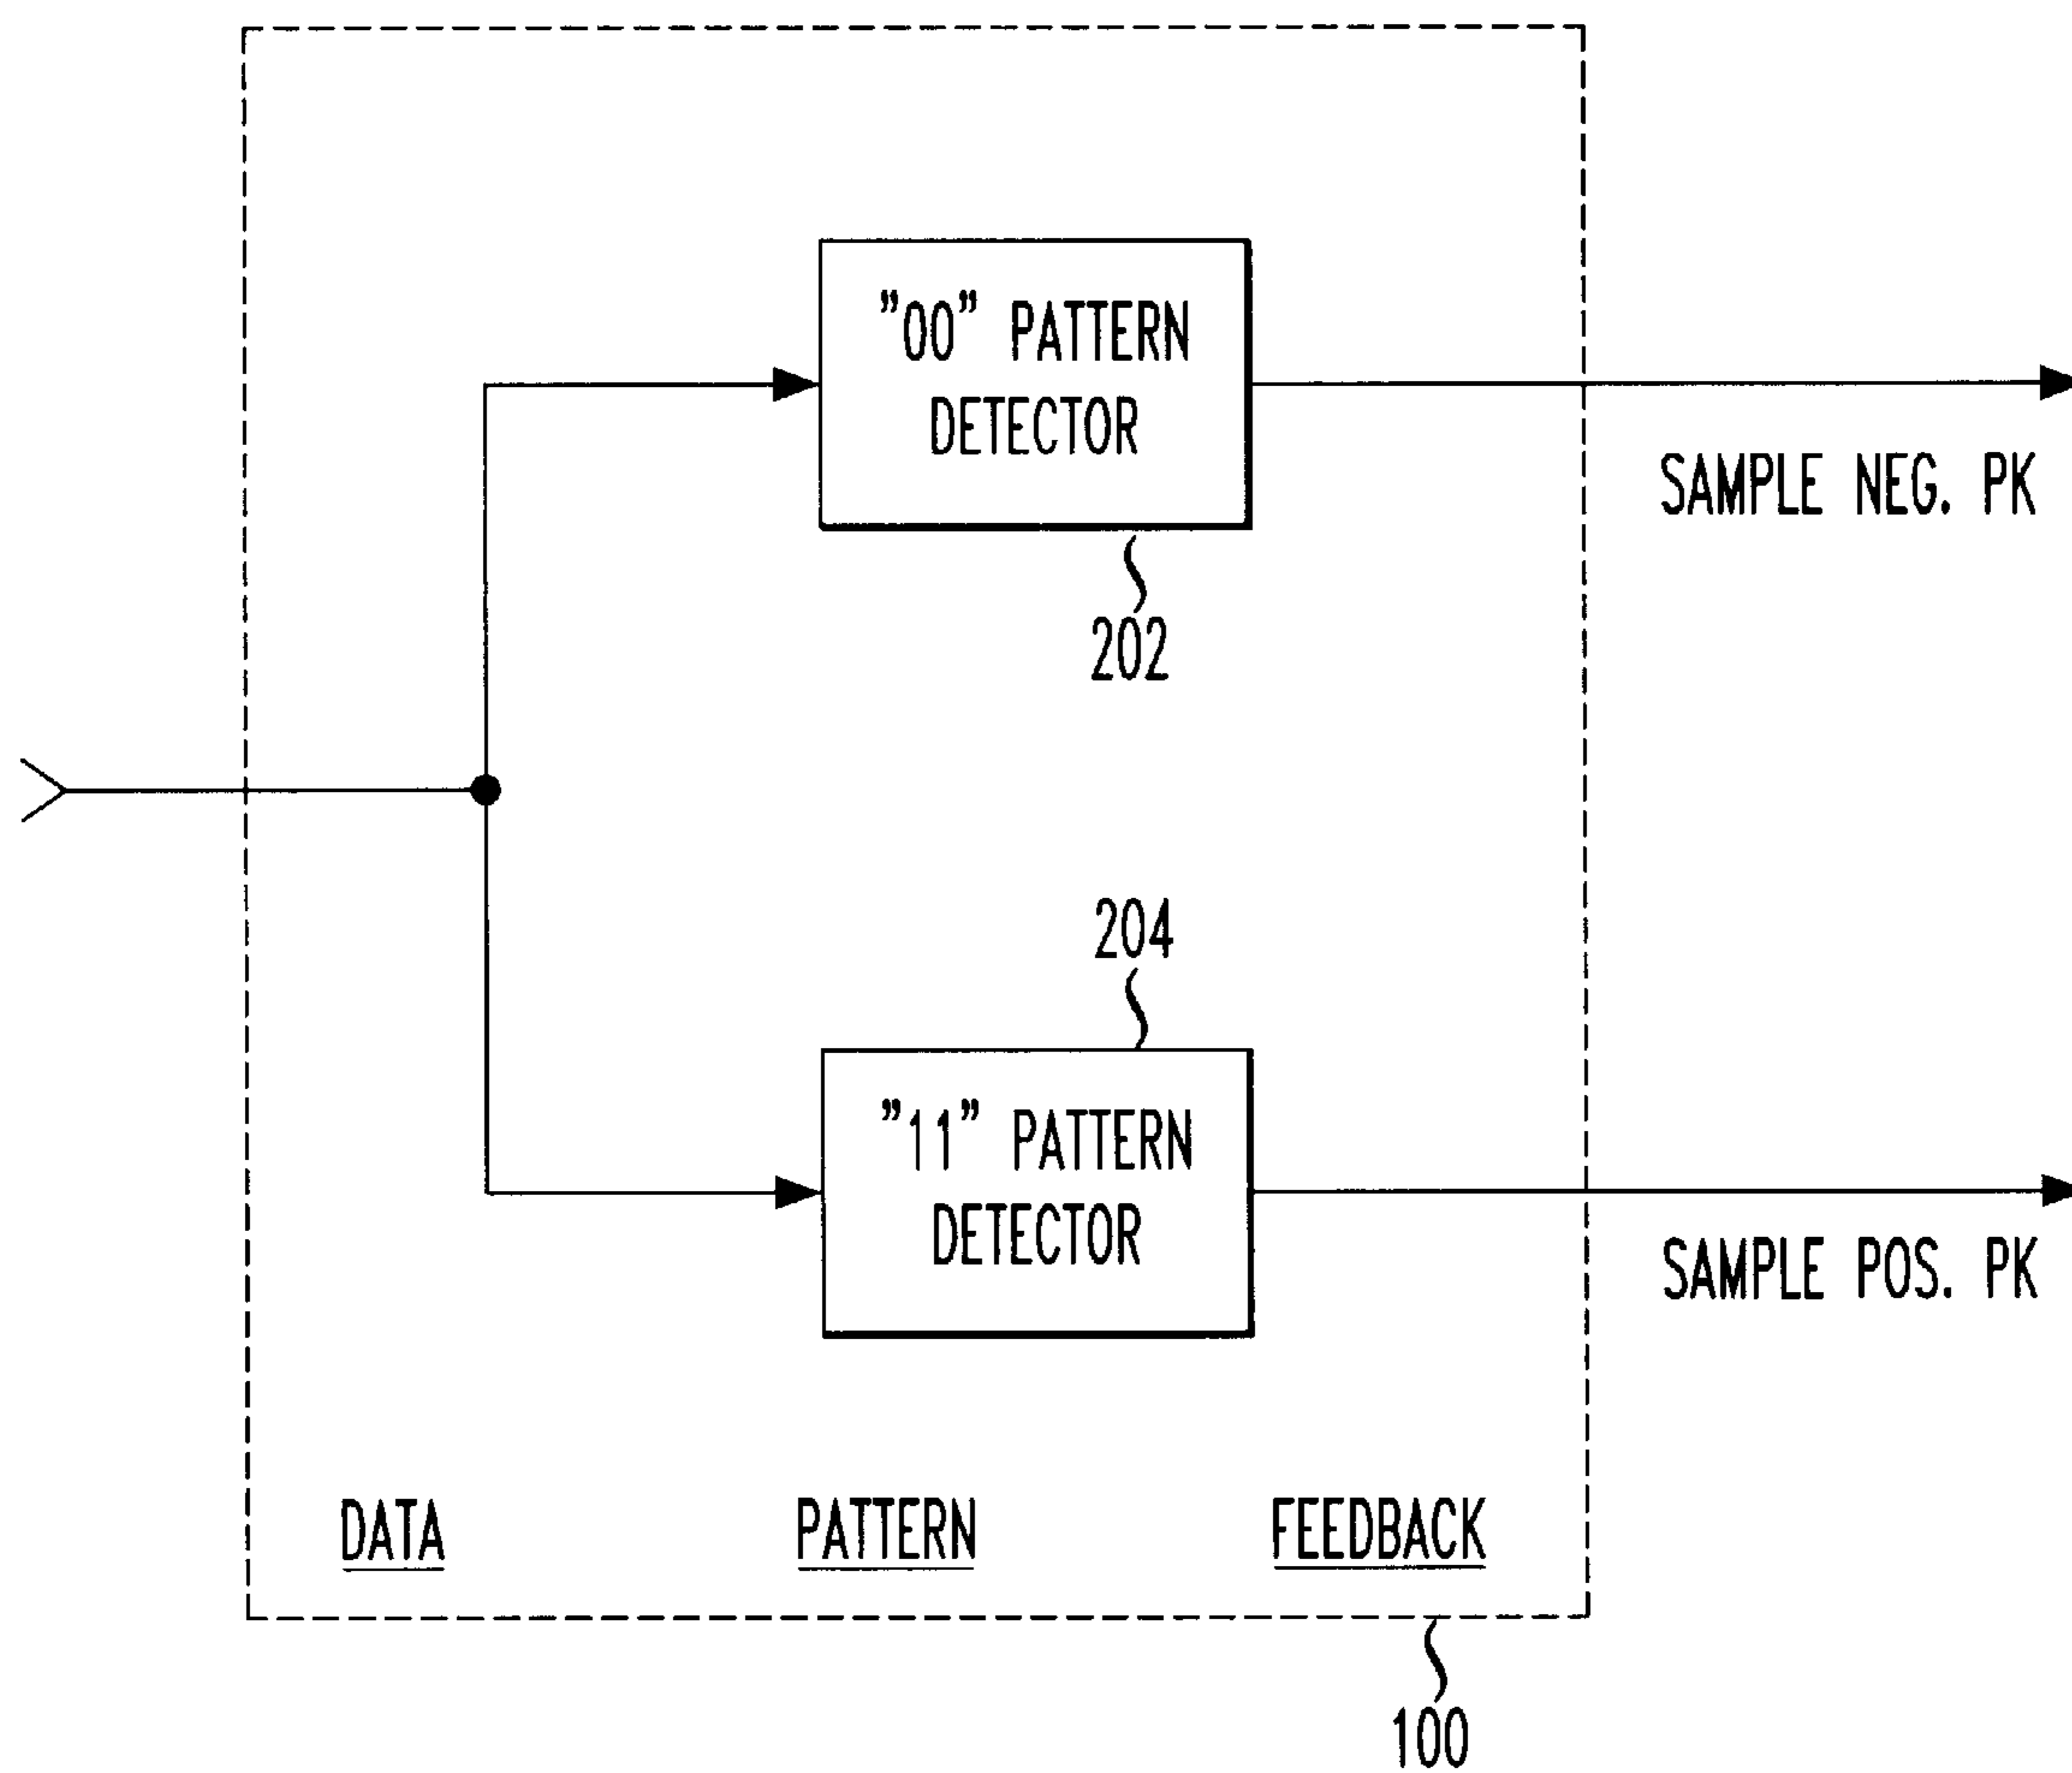 ”00” PATTERN
DETECTOR
SAMPLE NEG. PK
202
204
”11” PATTERN
DETECTOR
SAMPLE POS. PK
DATA
PATTERN
FEEDBACK
100